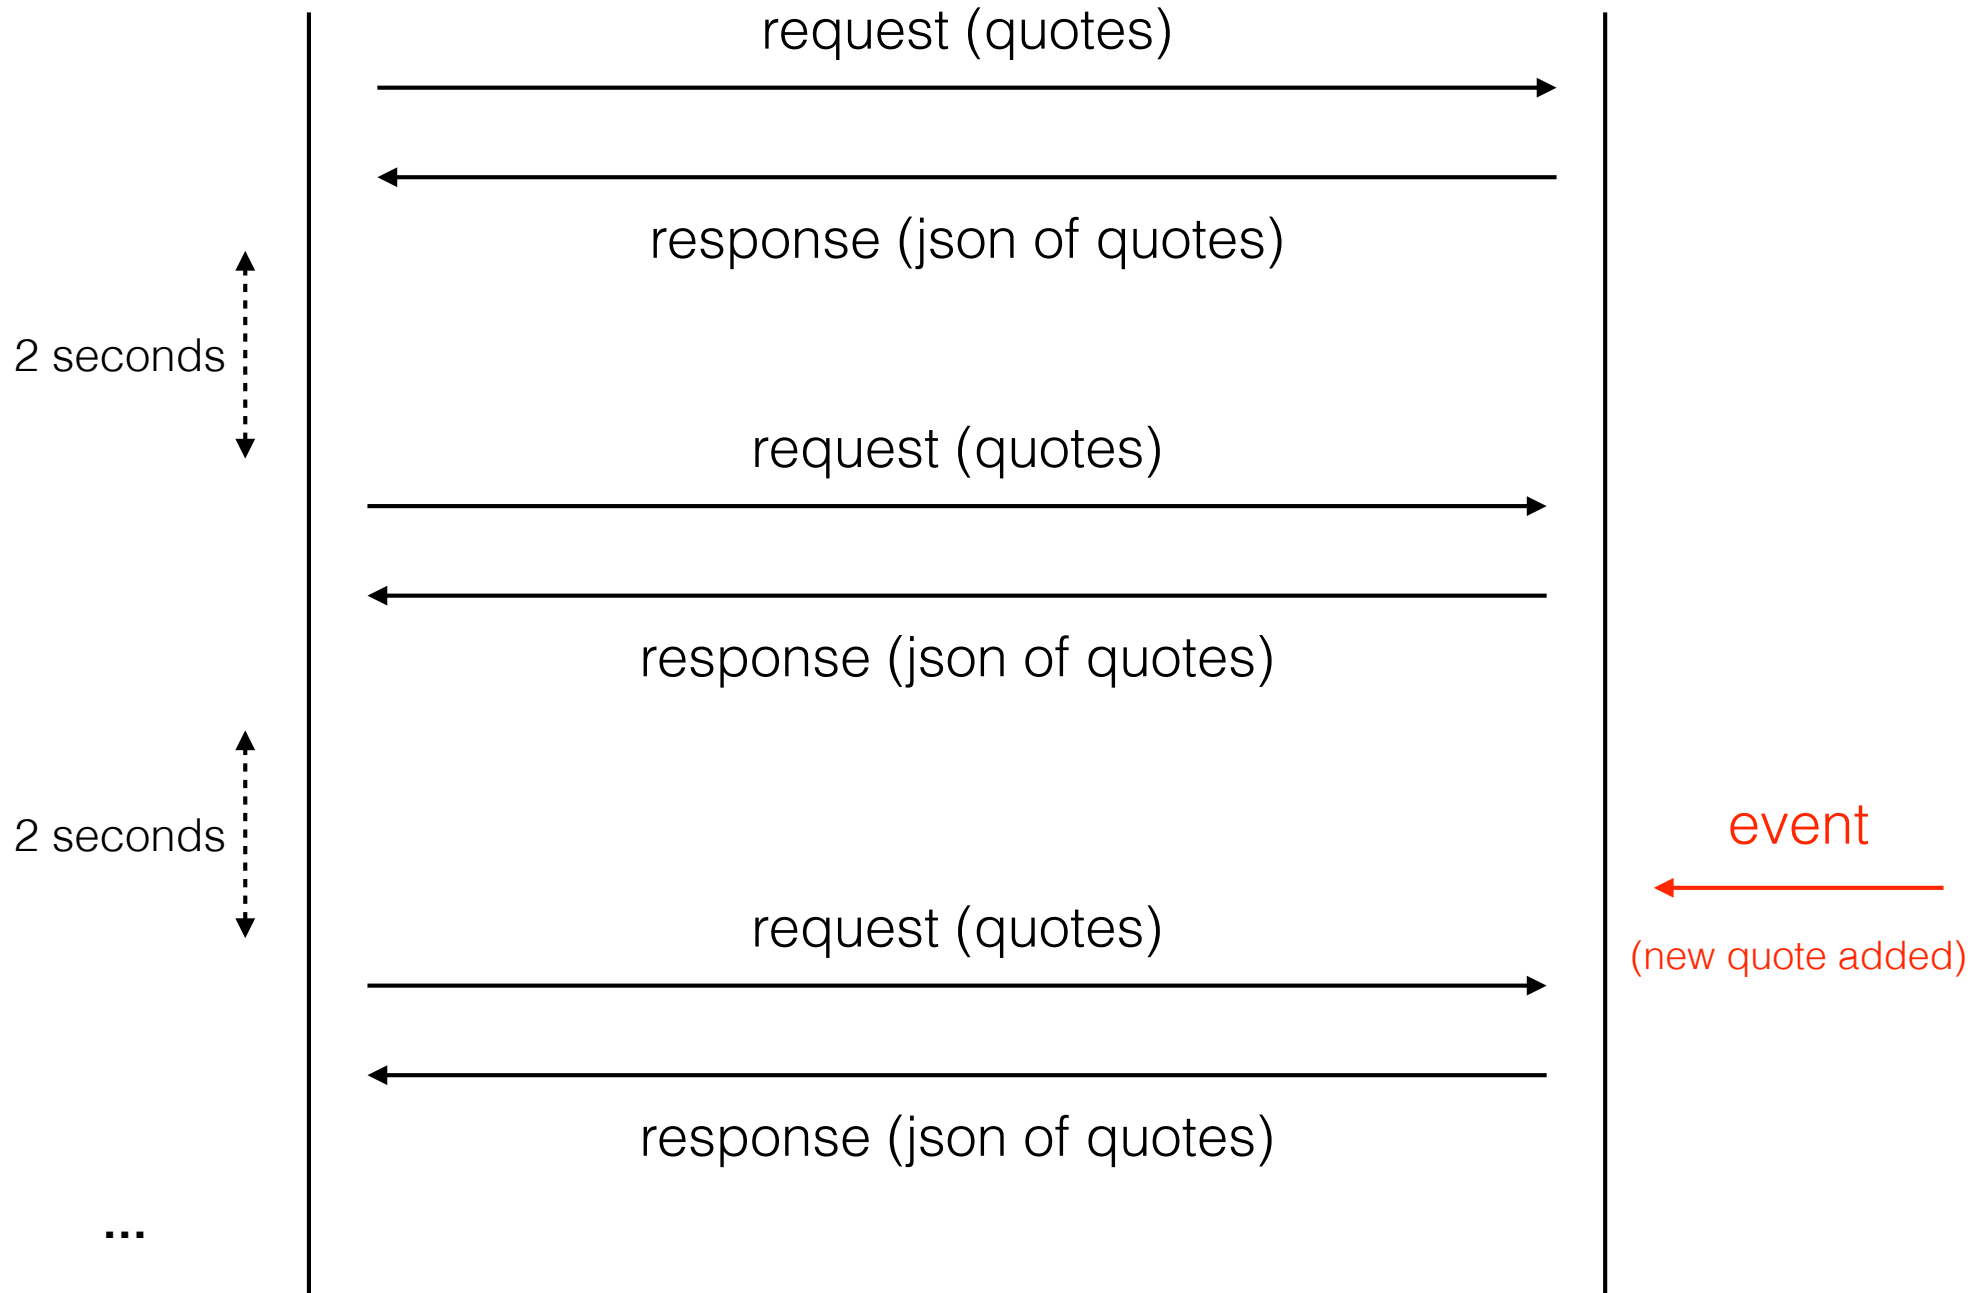 request (quotes)
response (json of quotes)
2 seconds
request (quotes)
response (json of quotes)
2 seconds
event
request (quotes)
(new quote added)
response (json of quotes)
...